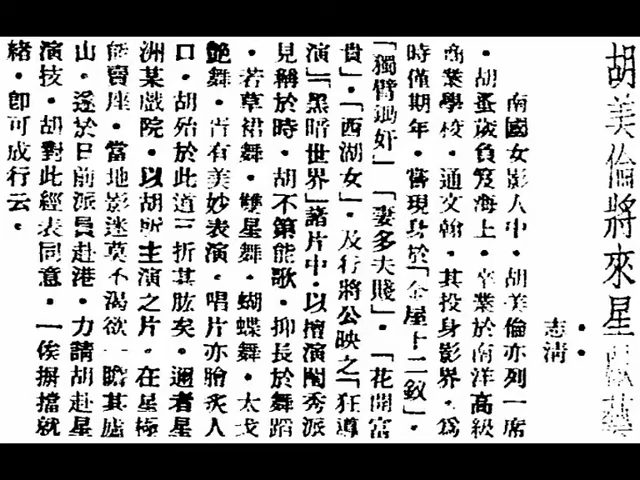 胡美倫將來星獻藝
志淸
南國女影人中・胡美倫亦列一席
・胡蚤歲負笈海上・卒業於南洋高級
商業學校・通文翰・其投身影界・爲
時僅期年・嘗現身於「金屋十二釵」・
「獨臂鋤奸」「妻多夫賤」・「花開富
貴」・「西湖女」・及行將公映之「狂導
演」「黑暗世界」諸片中・以擅演閨秀派
見稱於時・胡不第能歌・抑長於舞蹈
・若草裙舞・雙星舞・蝴蝶舞・太戈
艶舞・皆有美妙表演・唱片亦膾炙人
口・胡殆於此道三折其肱矣・邇者星
洲某戲院・以胡所主演之片・在星極
能賣座・當地影迷莫不渴欲一瞻其廬
山・遂於日前派員赴港・力請胡赴星
演技・胡對此經表同意・一俟摒擋就
緖・卽可成行云。